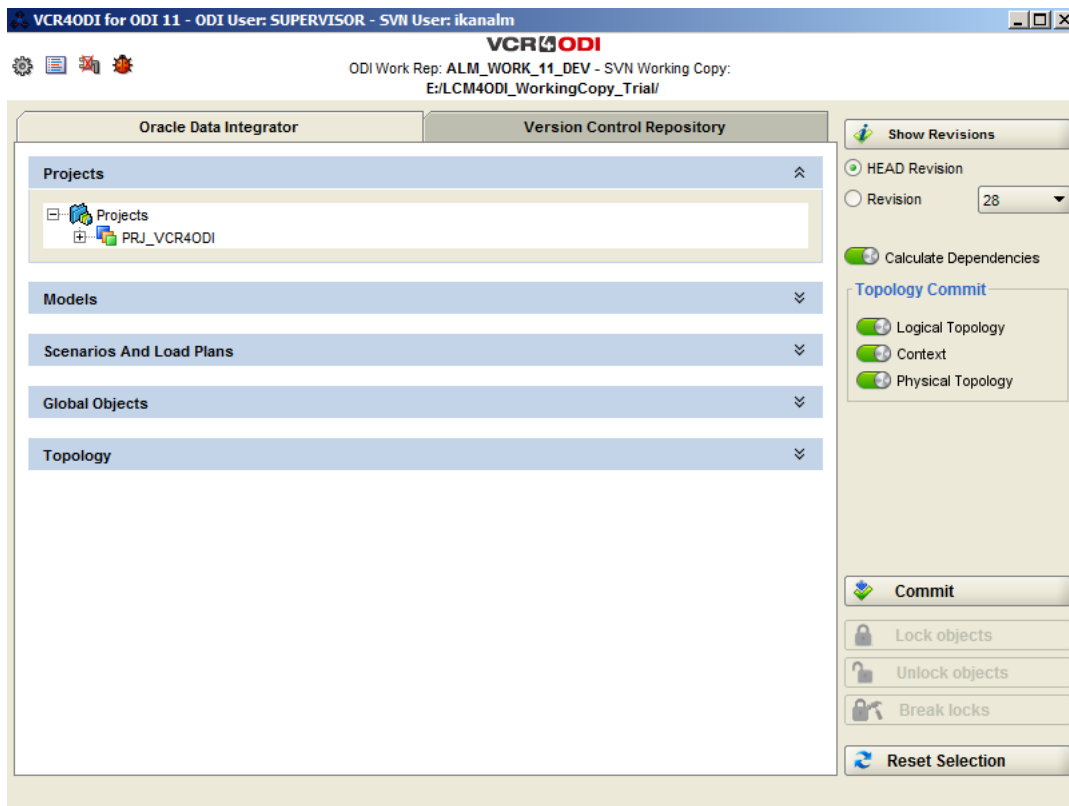 VCR4ODI for ODI 11 - ODI User: SUPERVISOR - SVN User: ikanalm
VCR4ODI
ODI Work Rep: ALM_WORK_11_DEV - SVN Working Copy:
E:/LCM4ODI_WorkingCopy_Trial/
Oracle Data Integrator
Version Control Repository
Projects
Projects
PRJ_VCR4ODI
Models
Scenarios And Load Plans
Global Objects
Topology
Show Revisions
HEAD Revision
Revision 28
Calculate Dependencies
Topology Commit
Logical Topology
Context
Physical Topology
Commit
Lock objects
Unlock objects
Break locks
Reset Selection